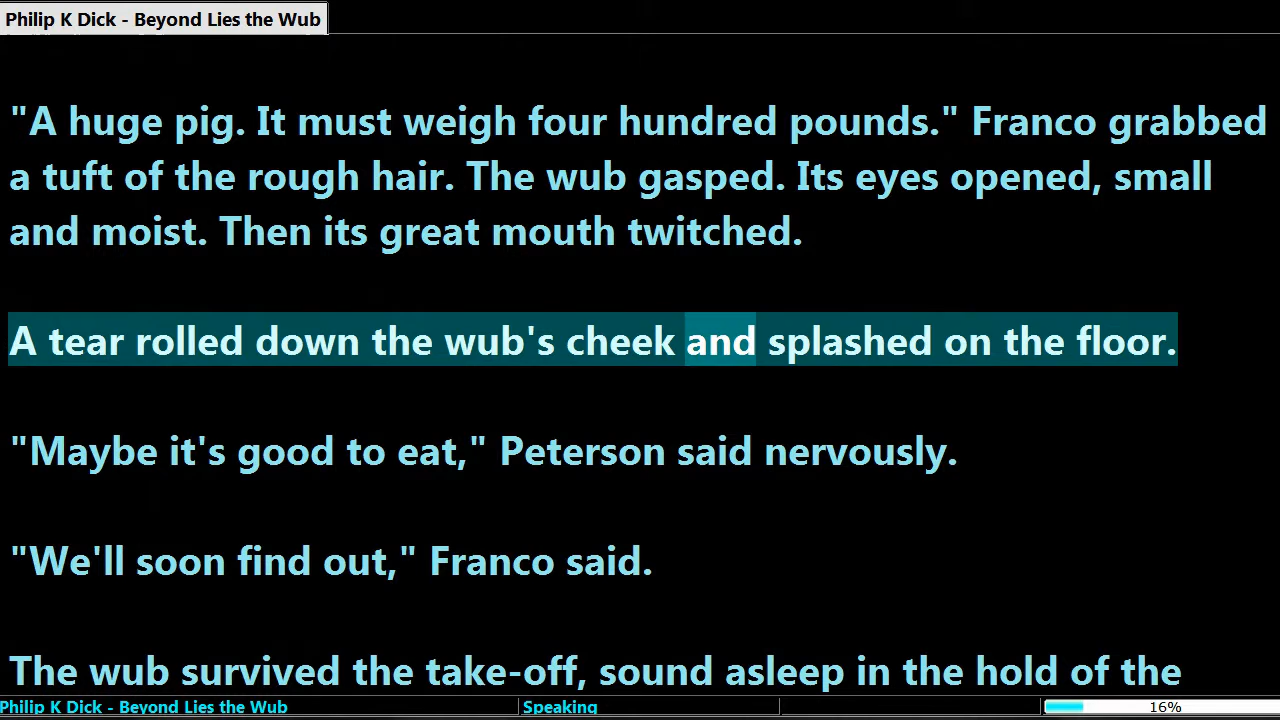 Philip K Dick - Beyond Lies the Wub
"A huge pig. It must weigh four hundred pounds." Franco grabbed
a tuft of the rough hair. The wub gasped. Its eyes opened, small
and moist. Then its great mouth twitched.
A tear rolled down the wub's cheek and splashed on the floor.
"Maybe it's good to eat," Peterson said nervously.
"We'll soon find out," Franco said.
The wub survived the take-off, sound asleep in the hold of the
Philip K Dick - Beyond Lies the Wub
Speaking
16%